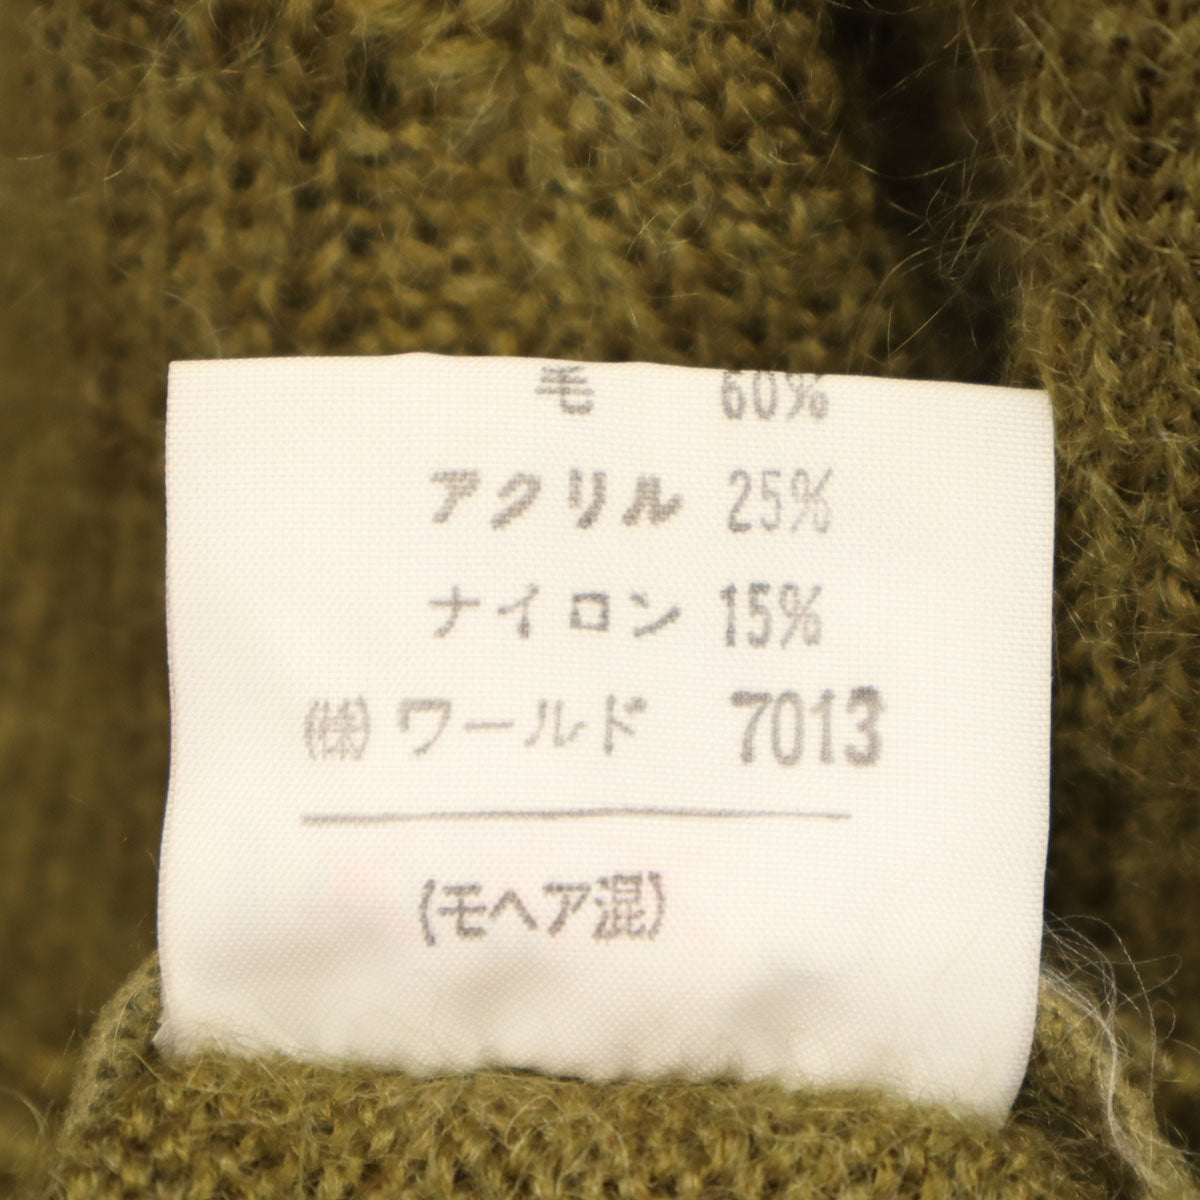 毛 60%
アクリル 25%
ナイロン 15%
(株) ワールド 7013
(モヘア混)